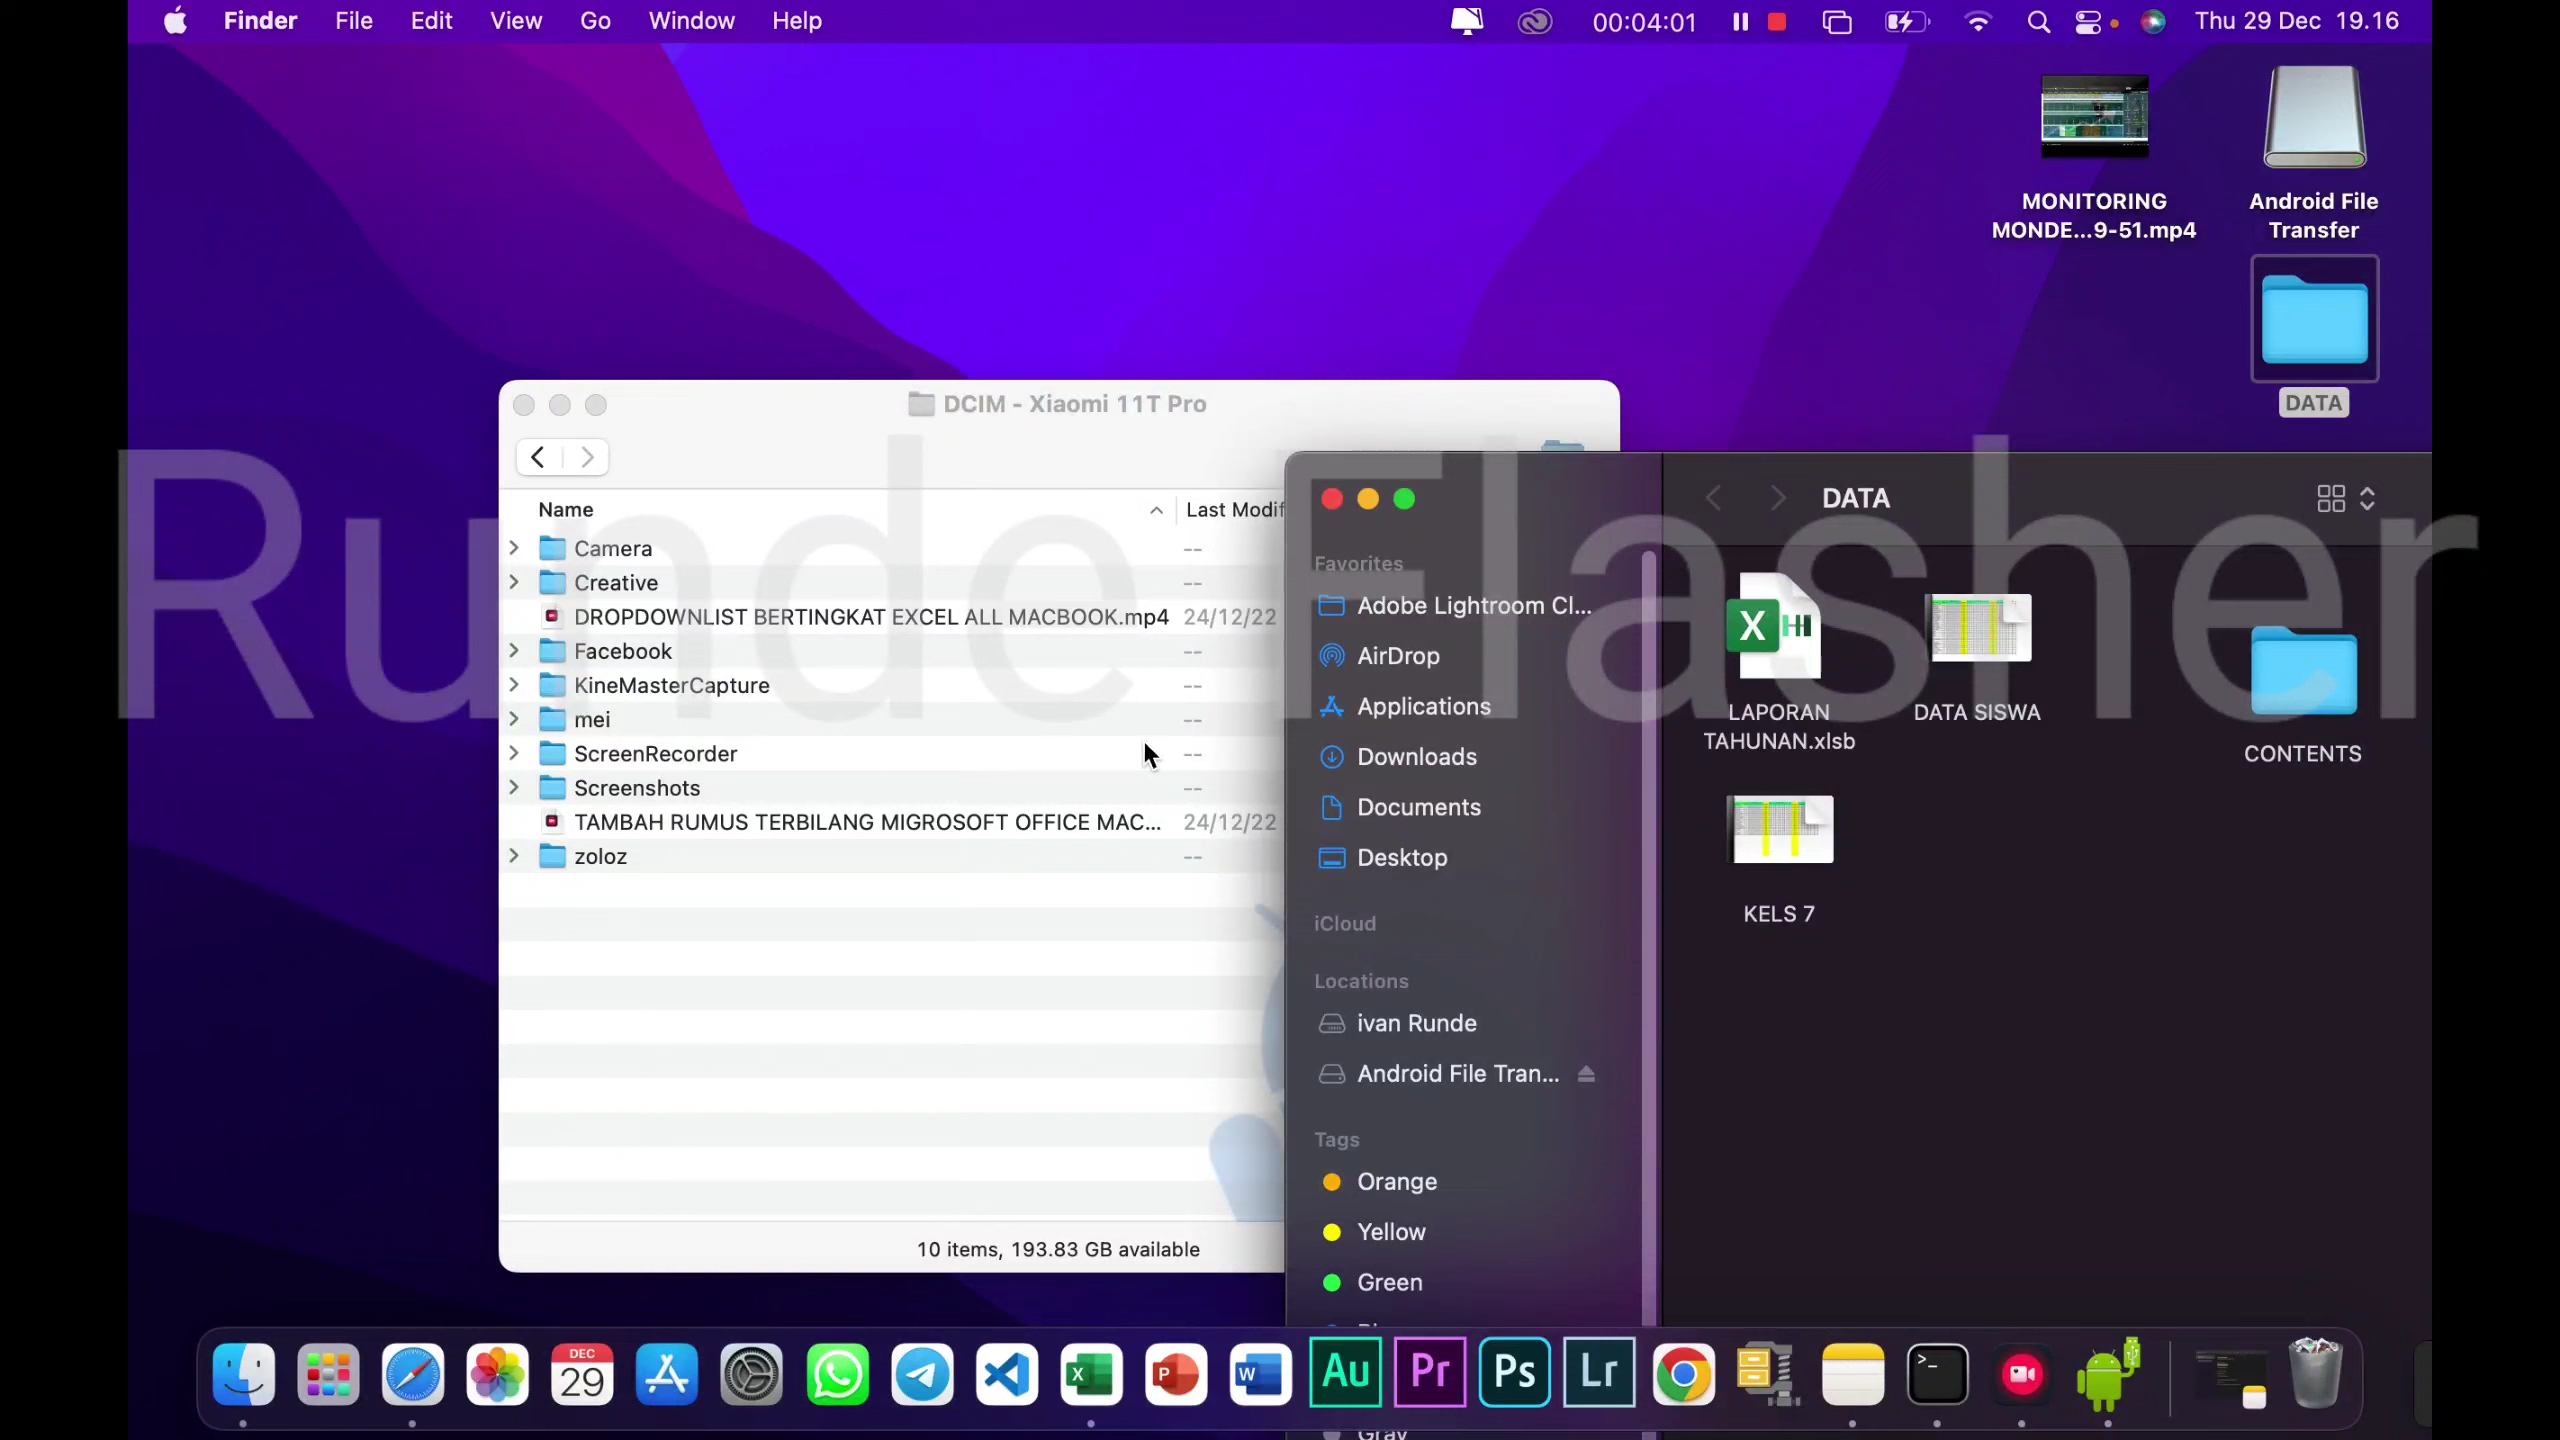 Finder File Edit View Go Window Help
00:04:01
Thu 29 Dec 19.16
MONITORING
MONDE...9-51.mp4
Android File
Transfer
DATA
DCIM - Xiaomi 11T Pro
Name
Last Modif
Camera --
Creative --
DROPDOWNLIST BERTINGKAT EXCEL ALL MACBOOK.mp4 24/12/22
Facebook --
KineMasterCapture --
mei --
ScreenRecorder --
Screenshots --
TAMBAH RUMUS TERBILANG MIGROSOFT OFFICE MAC... 24/12/22
zoloz --
10 items, 193.83 GB available
Runde Flasher
DATA
Favorites
Adobe Lightroom Cl...
AirDrop
Applications
Downloads
Documents
Desktop
iCloud
Locations
ivan Runde
Android File Tran...
Tags
Orange
Yellow
Green
Gray
LAPORAN
TAHUNAN.xlsb
DATA SISWA
CONTENTS
KELS 7
DEC
29
X
P
W
Au
Pr
Ps
Lr
>_